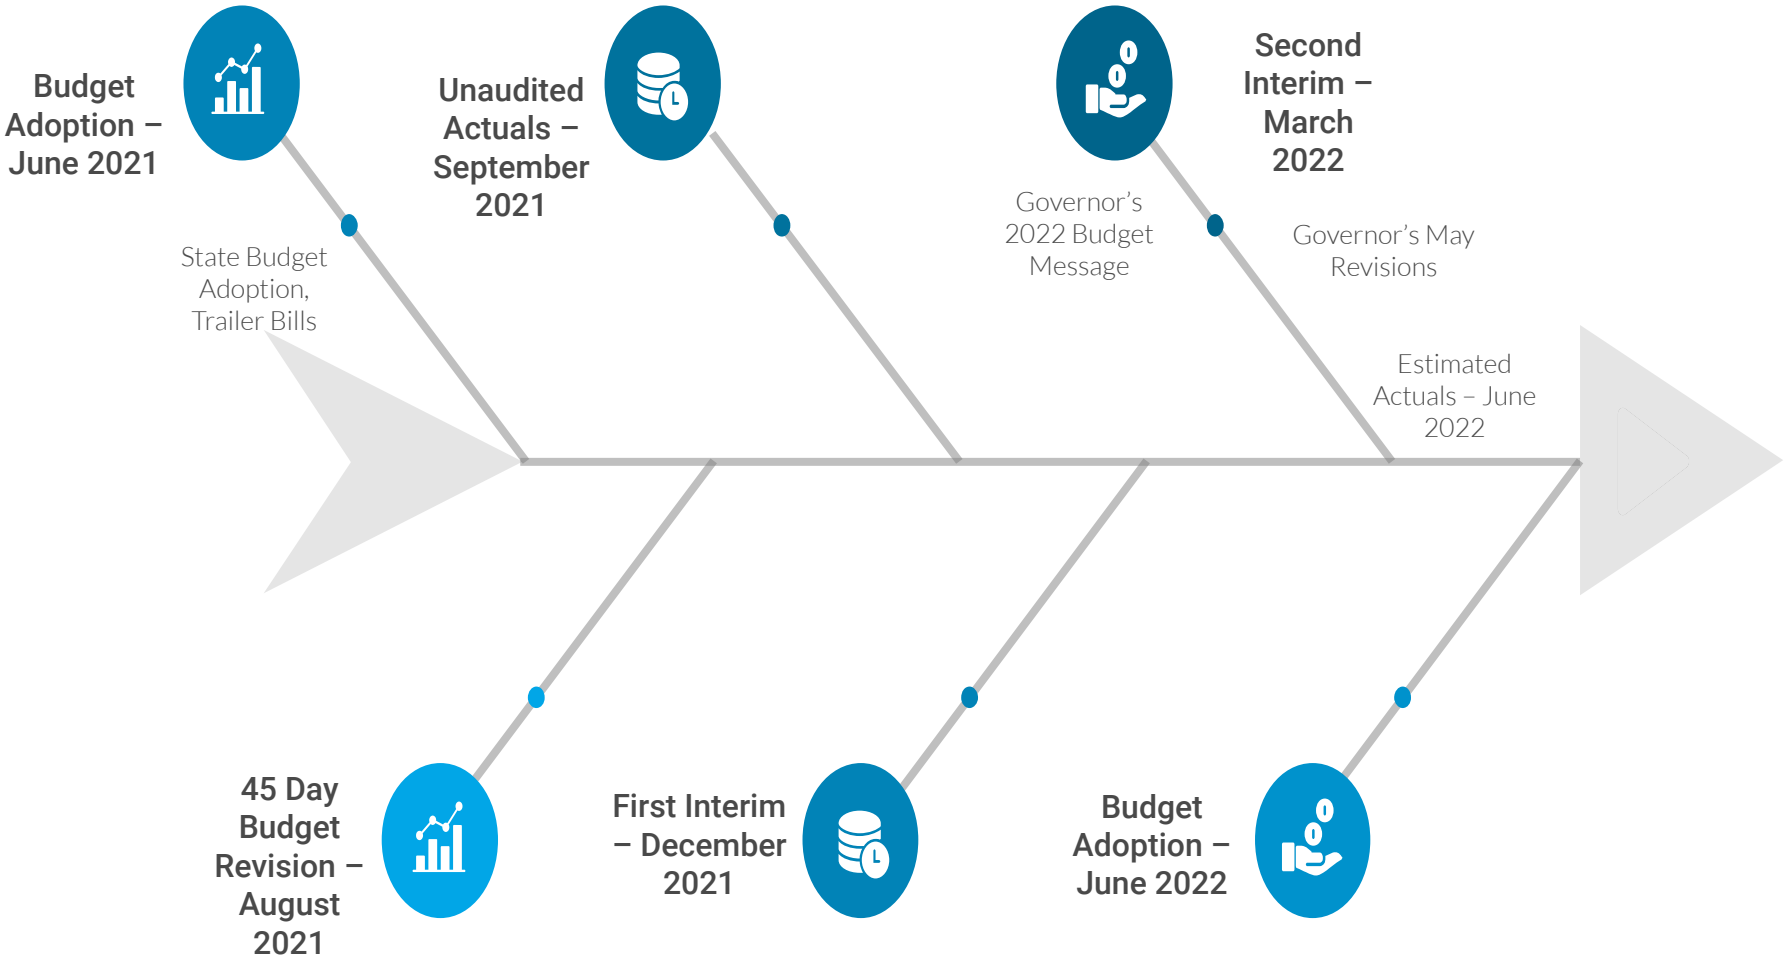 Budget
Adoption –
June 2021
State Budget
Adoption,
Trailer Bills
Unaudited
Actuals –
September
2021
Second
Interim –
March
2022
Governor’s
2022 Budget
Message
Governor’s May
Revisions
Estimated
Actuals – June
2022
45 Day
Budget
Revision –
August
2021
First Interim
– December
2021
Budget
Adoption –
June 2022